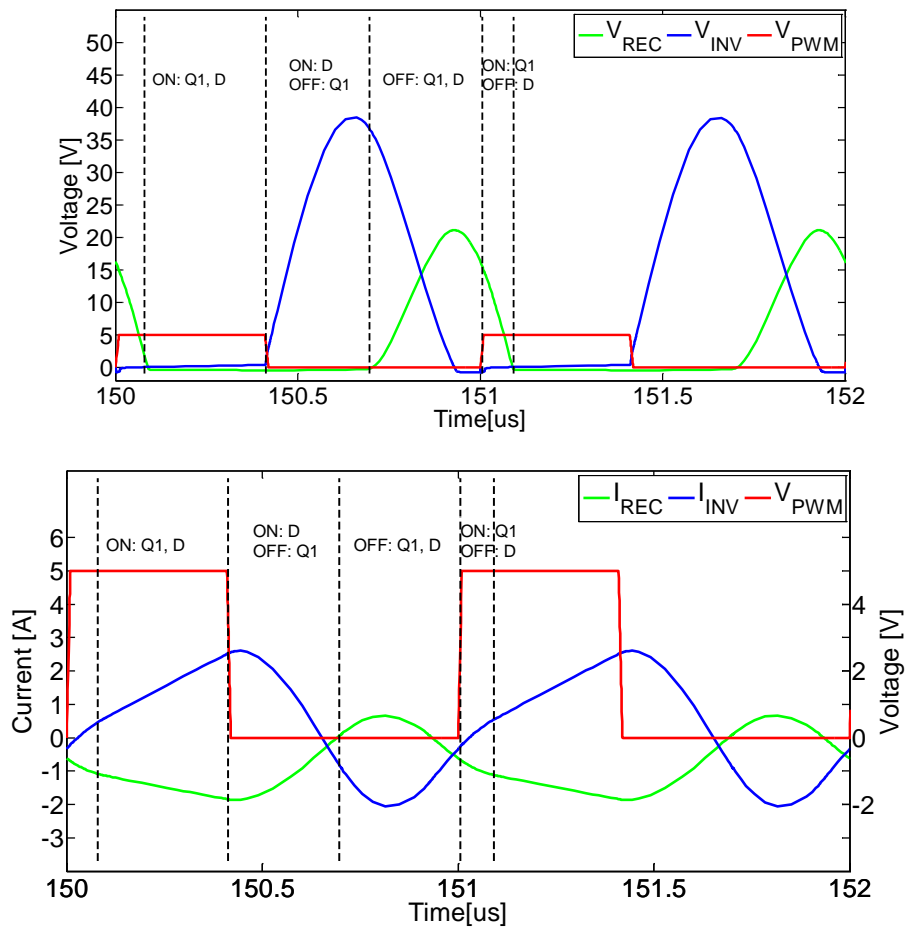 V_REC V_INV V_PWM
50
45
40
35
30
25
20
15
10
5
0
Voltage [V]
ON: Q1, D
ON: D
OFF: Q1
OFF: Q1, D
ON: Q1
OFF: D
150
150.5
151
151.5
152
Time[us]
I_REC I_INV V_PWM
6
5
4
3
2
1
0
-1
-2
-3
Current [A]
ON: Q1, D
ON: D
OFF: Q1
OFF: Q1, D
ON: Q1
OFF: D
4
2
0
-2
Voltage [V]
150
150.5
151
151.5
152
Time[us]